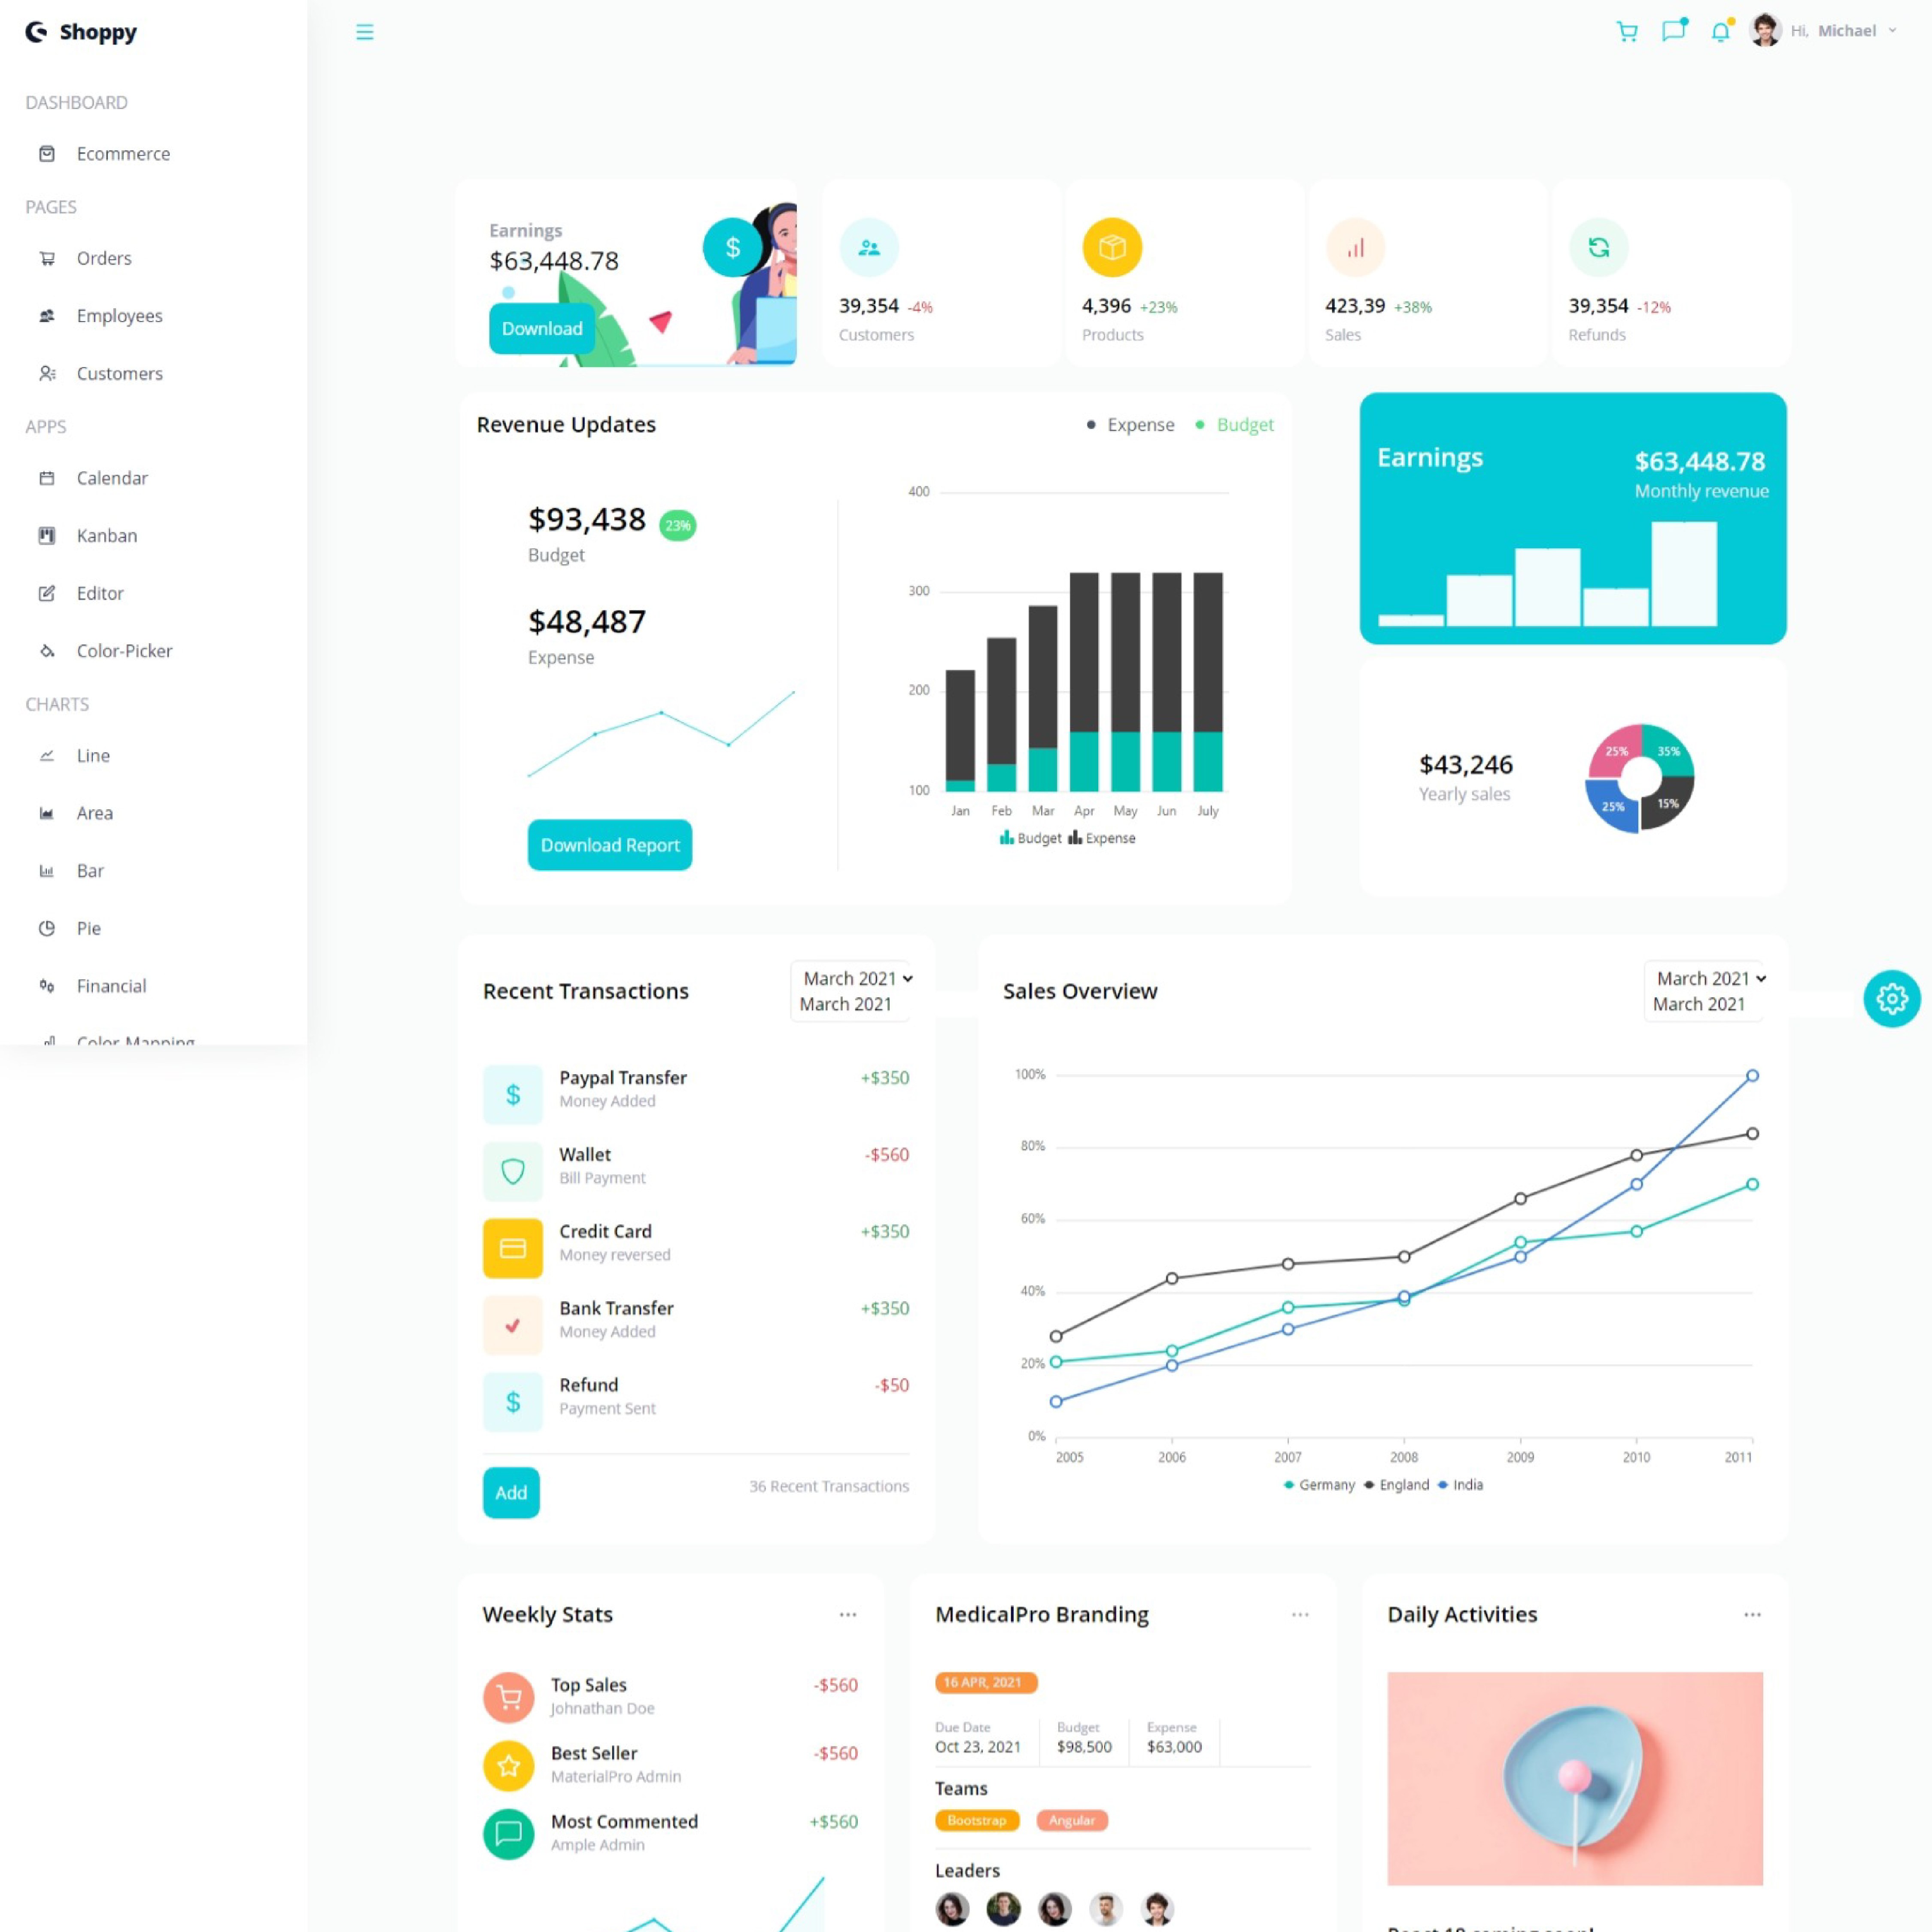 Shoppy
Hi, Michael
DASHBOARD
Ecommerce
PAGES
Orders
Employees
Customers
APPS
Calendar
Kanban
Editor
Color-Picker
CHARTS
Line
Area
Bar
Pie
Financial
Color Mapping
Earnings
$63,448.78
$
Download
39,354 -4%
Customers
4,396 +23%
Products
423,39 +38%
Sales
39,354 -12%
Refunds
Revenue Updates
Expense Budget
$93,438 23%
Budget
$48,487
Expense
Download Report
400
300
200
100
Jan Feb Mar Apr May Jun July
Budget Expense
Earnings
$63,448.78
Monthly revenue
$43,246
Yearly sales
25% 35%
25% 15%
Recent Transactions
March 2021
March 2021
$
Paypal Transfer +$350
Money Added
Wallet -$560
Bill Payment
Credit Card +$350
Money reversed
Bank Transfer +$350
Money Added
$
Refund -$50
Payment Sent
Add
36 Recent Transactions
Sales Overview
March 2021
March 2021
100%
80%
60%
40%
20%
0%
2005 2006 2007 2008 2009 2010 2011
Germany England India
Weekly Stats
Top Sales -$560
Johnathan Doe
Best Seller -$560
MaterialPro Admin
Most Commented +$560
Ample Admin
MedicalPro Branding
16 APR, 2021
Due Date Budget Expense
Oct 23, 2021 $98,500 $63,000
Teams
Bootstrap Angular
Leaders
Daily Activities